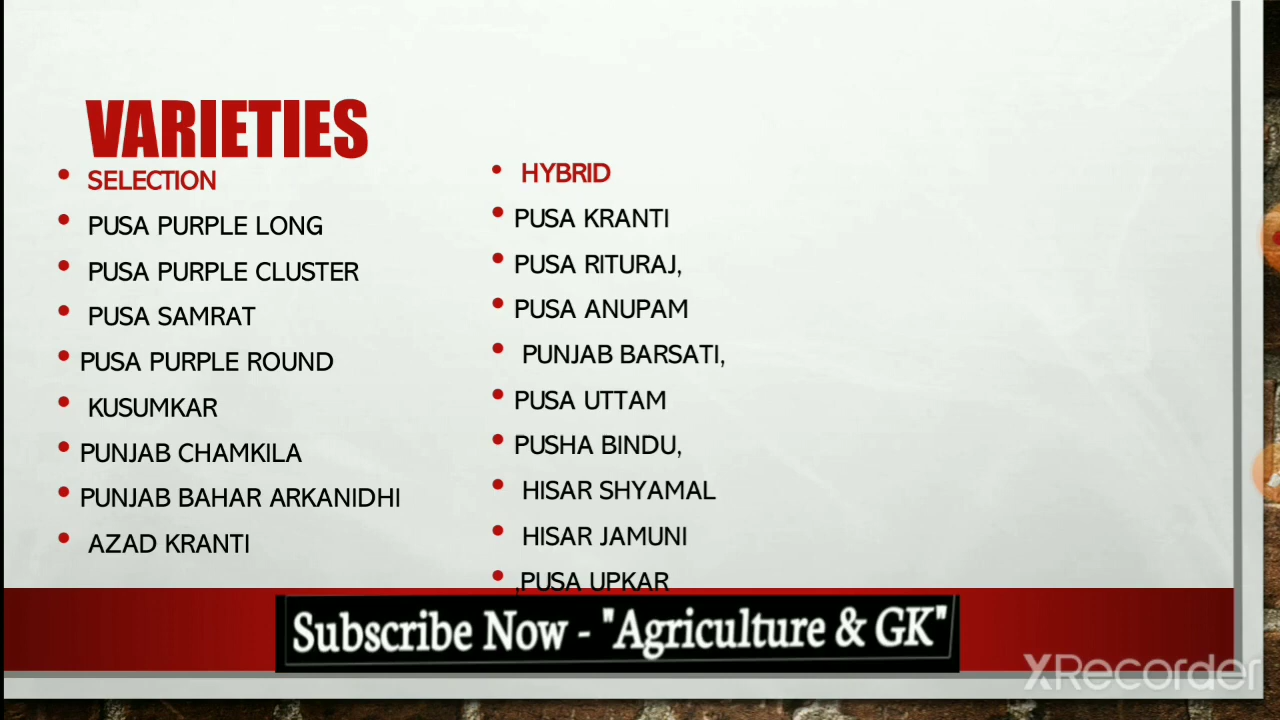 VARIETIES
• SELECTION
• PUSA PURPLE LONG
• PUSA PURPLE CLUSTER
• PUSA SAMRAT
• PUSA PURPLE ROUND
• KUSUMKAR
• PUNJAB CHAMKILA
• PUNJAB BAHAR ARKANIDHI
• AZAD KRANTI
• HYBRID
• PUSA KRANTI
• PUSA RITURAJ,
• PUSA ANUPAM
• PUNJAB BARSATI,
• PUSA UTTAM
• PUSHA BINDU,
• HISAR SHYAMAL
• HISAR JAMUNI
• ,PUSA UPKAR
Subscribe Now - "Agriculture & GK"
XRecorder